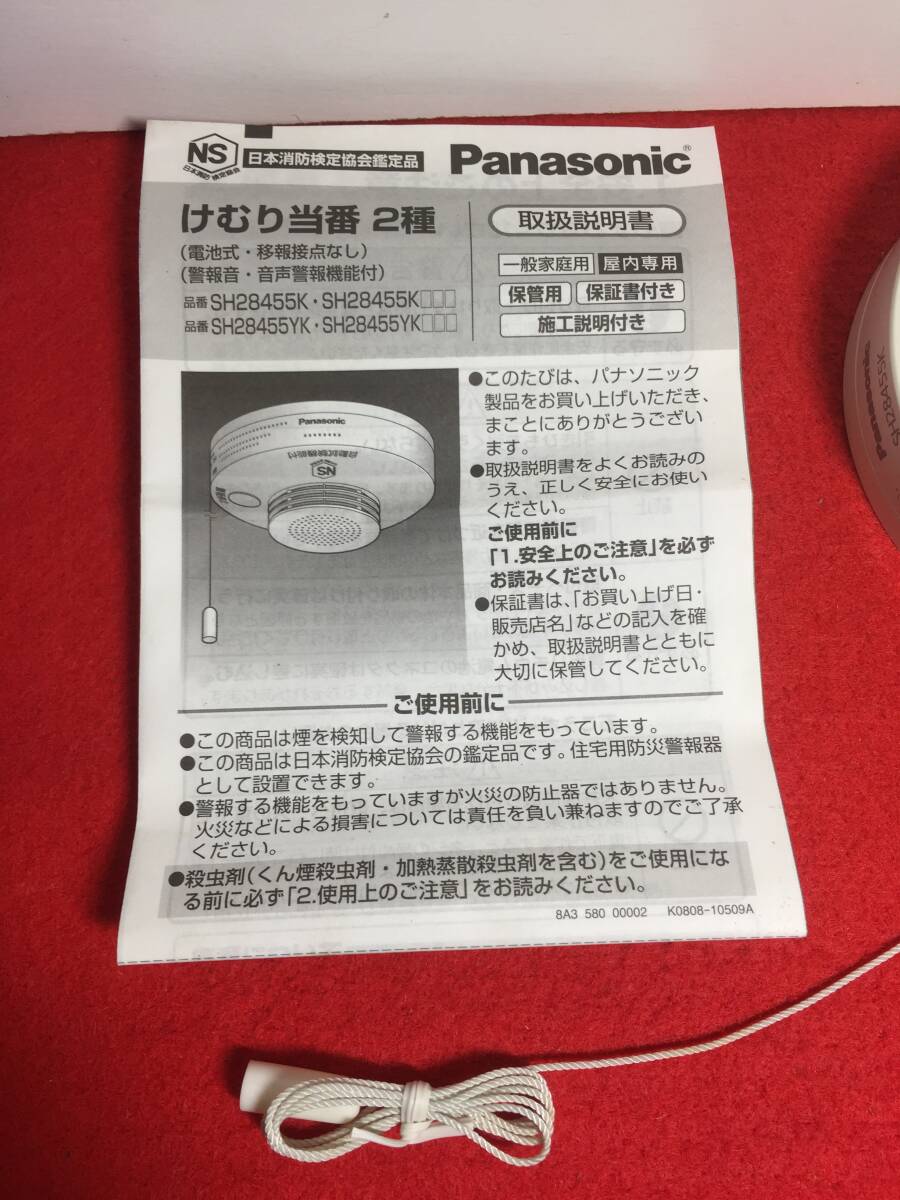 NS
日本消防検定協会
日本消防検定協会鑑定品
Panasonic®
けむり当番 2種
(電池式・移報接点なし)
(警報音・音声警報機能付)
品番 SH28455K・SH28455K□□□
品番 SH28455YK・SH28455YK□□□
取扱説明書
一般家庭用 屋内専用
保管用 保証書付き
施工説明付き
Panasonic
自動試験機能付
NS
●このたびは、パナソニック
製品をお買い上げいただき、
まことにありがとうござい
ます。
●取扱説明書をよくお読みの
うえ、正しく安全にお使い
ください。
ご使用前に
「1.安全上のご注意」を必ず
お読みください。
●保証書は、「お買い上げ日・
販売店名」などの記入を確
かめ、取扱説明書とともに
大切に保管してください。
ご使用前に
●この商品は煙を検知して警報する機能をもっています。
●この商品は日本消防検定協会の鑑定品です。住宅用防災警報器
として設置できます。
●警報する機能をもっていますが火災の防止器ではありません。
火災などによる損害については責任を負い兼ねますのでご了承
ください。
●殺虫剤(くん煙殺虫剤・加熱蒸散殺虫剤を含む)をご使用にな
る前に必ず「2.使用上のご注意」をお読みください。
8A3 580 00002 K0808-10509A
Panasonic
SH28455K